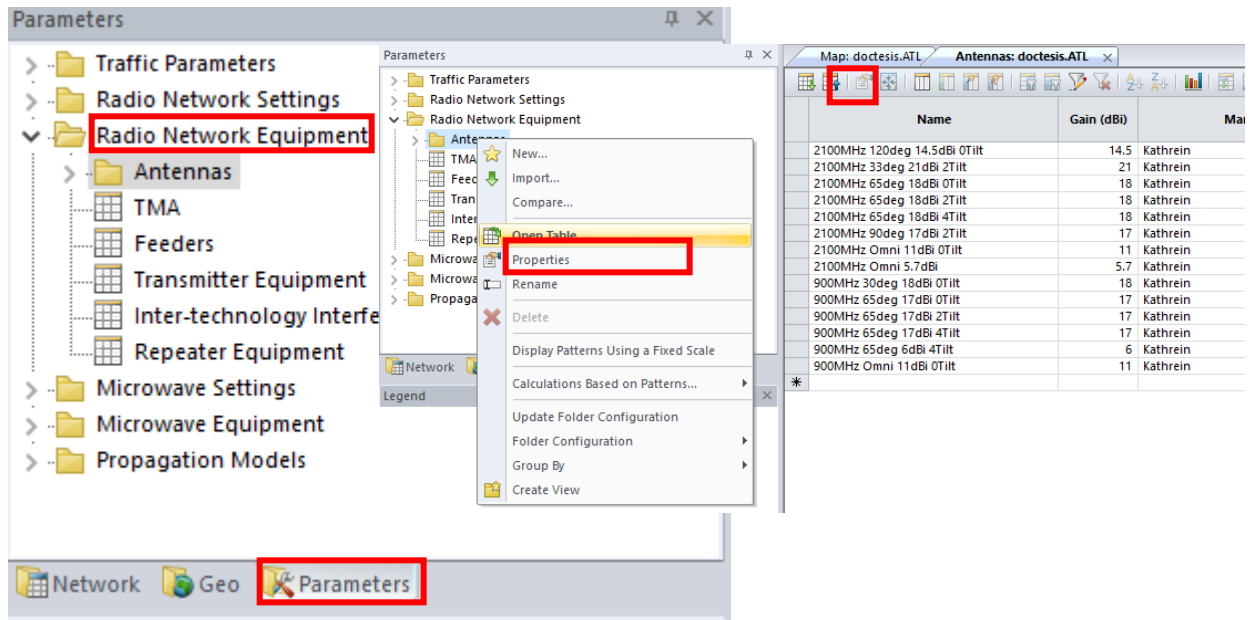 Parameters
Traffic Parameters
Radio Network Settings
Radio Network Equipment
Antennas
TMA
Feeders
Transmitter Equipment
Inter-technology Interfe
Repeater Equipment
Microwave Settings
Microwave Equipment
Propagation Models
Network
Geo
Parameters
Parameters
Traffic Parameters
Radio Network Settings
Radio Network Equipment
Antennas
TMA
Feed
Tran
Inter
Repe
Microwa
Microwa
Propaga
Network
Legend
New...
Import...
Compare...
Open Table
Properties
Rename
Delete
Display Patterns Using a Fixed Scale
Calculations Based on Patterns...
Update Folder Configuration
Folder Configuration
Group By
Create View
Map: doctesis.ATL
Antennas: doctesis.ATL
Name Gain (dBi) Ma
2100MHz 120deg 14.5dBi 0Tilt 14.5 Kathrein
2100MHz 33deg 21dBi 2Tilt 21 Kathrein
2100MHz 65deg 18dBi 0Tilt 18 Kathrein
2100MHz 65deg 18dBi 2Tilt 18 Kathrein
2100MHz 65deg 18dBi 4Tilt 18 Kathrein
2100MHz 90deg 17dBi 2Tilt 17 Kathrein
2100MHz Omni 11dBi 0Tilt 11 Kathrein
2100MHz Omni 5.7dBi 5.7 Kathrein
900MHz 30deg 18dBi 0Tilt 18 Kathrein
900MHz 65deg 17dBi 0Tilt 17 Kathrein
900MHz 65deg 17dBi 2Tilt 17 Kathrein
900MHz 65deg 17dBi 4Tilt 17 Kathrein
900MHz 65deg 6dBi 4Tilt 6 Kathrein
900MHz Omni 11dBi 0Tilt 11 Kathrein